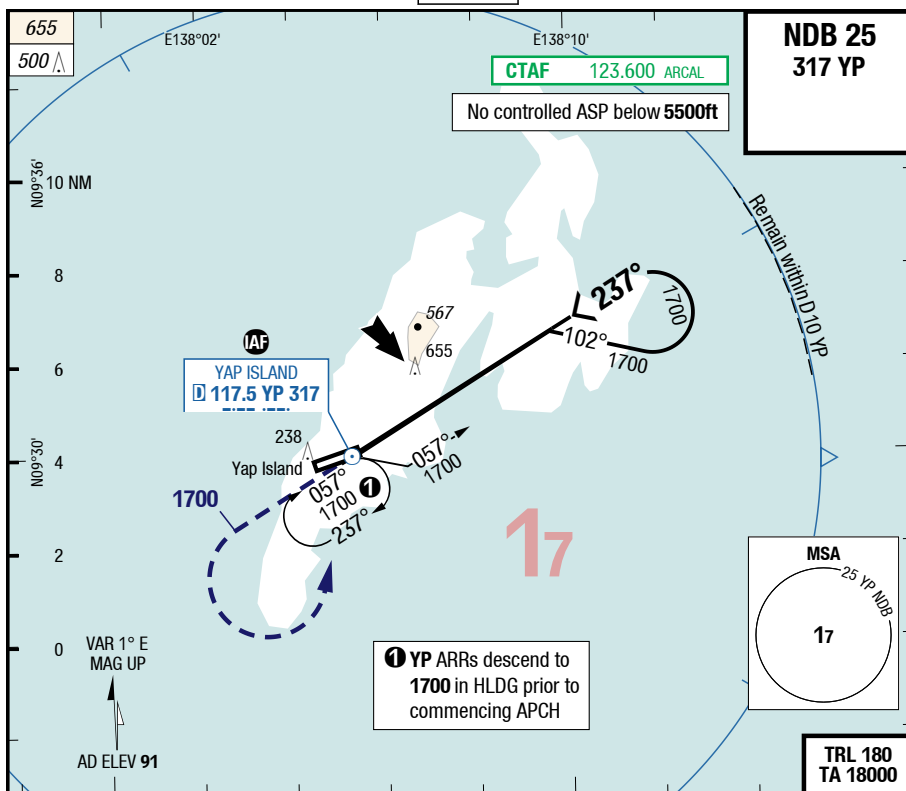 655
500
E138°02'
E138°10'
NDB 25
317 YP
CTAF 123.600 ARCAL
No controlled ASP below 5500ft
N09°36'
10 NM
Remain within D10 YP
8
237°
1700
567
102°
1700
655
IAF
6
YAP ISLAND
D 117.5 YP 317
238
N09°30'
4
Yap Island
057°
1700
057°
1700 1
237°
1700
17
2
MSA
25 YP NDB
17
0
VAR 1° E
MAG UP
1 YP ARRs descend to
1700 in HLDG prior to
commencing APCH
AD ELEV 91
TRL 180
TA 18000